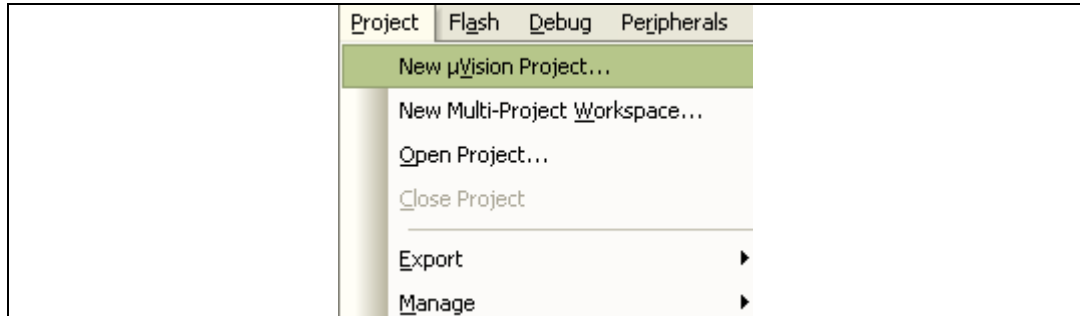 Project Flash Debug Peripherals
New µVision Project...
New Multi-Project Workspace...
Open Project...
Close Project
Export
Manage